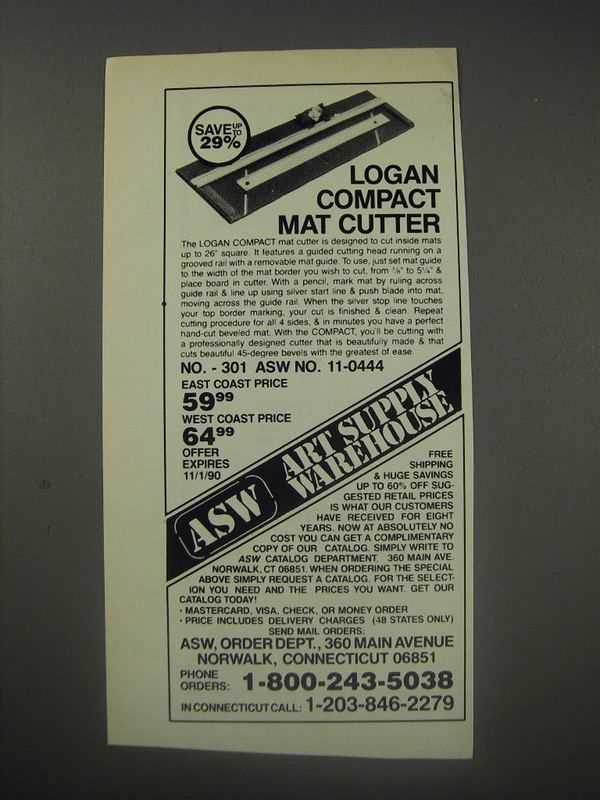 SAVE UP TO
29%
LOGAN
COMPACT
MAT CUTTER
The LOGAN COMPACT mat cutter is designed to cut inside mats
up to 26" square. It features a guided cutting head running on a
grooved rail with a removable mat guide. To use, just set mat guide
to the width of the mat border you wish to cut, from 7/8" to 5 1/4" &
place board in cutter. With a pencil, mark mat by ruling across
guide rail & line up using silver start line & push blade into mat,
moving across the guide rail. When the silver stop line touches
your top border marking, your cut is finished & clean. Repeat
cutting procedure for all 4 sides, & in minutes you have a perfect
hand-cut beveled mat. With the COMPACT, you'll be cutting with
a professionally designed cutter that is beautifully made & that
cuts beautiful 45-degree bevels with the greatest of ease.
NO. - 301 ASW NO. 11-0444
EAST COAST PRICE
59.99
WEST COAST PRICE
64.99
OFFER
EXPIRES
11/1/90
ASW ART SUPPLY
WAREHOUSE
FREE
SHIPPING
& HUGE SAVINGS
UP TO 60% OFF SUG-
GESTED RETAIL PRICES
IS WHAT OUR CUSTOMERS
HAVE RECEIVED FOR EIGHT
YEARS. NOW AT ABSOLUTELY NO
COST YOU CAN GET A COMPLIMENTARY
COPY OF OUR CATALOG. SIMPLY WRITE TO
ASW CATALOG DEPARTMENT, 360 MAIN AVE.
NORWALK, CT 06851. WHEN ORDERING THE SPECIAL
ABOVE SIMPLY REQUEST A CATALOG. FOR THE SELECT-
ION YOU NEED AND THE PRICES YOU WANT. GET OUR
CATALOG TODAY!
• MASTERCARD, VISA, CHECK, OR MONEY ORDER
• PRICE INCLUDES DELIVERY CHARGES (48 STATES ONLY)
SEND MAIL ORDERS:
ASW, ORDER DEPT., 360 MAIN AVENUE
NORWALK, CONNECTICUT 06851
PHONE ORDERS: 1-800-243-5038
IN CONNECTICUT CALL: 1-203-846-2279